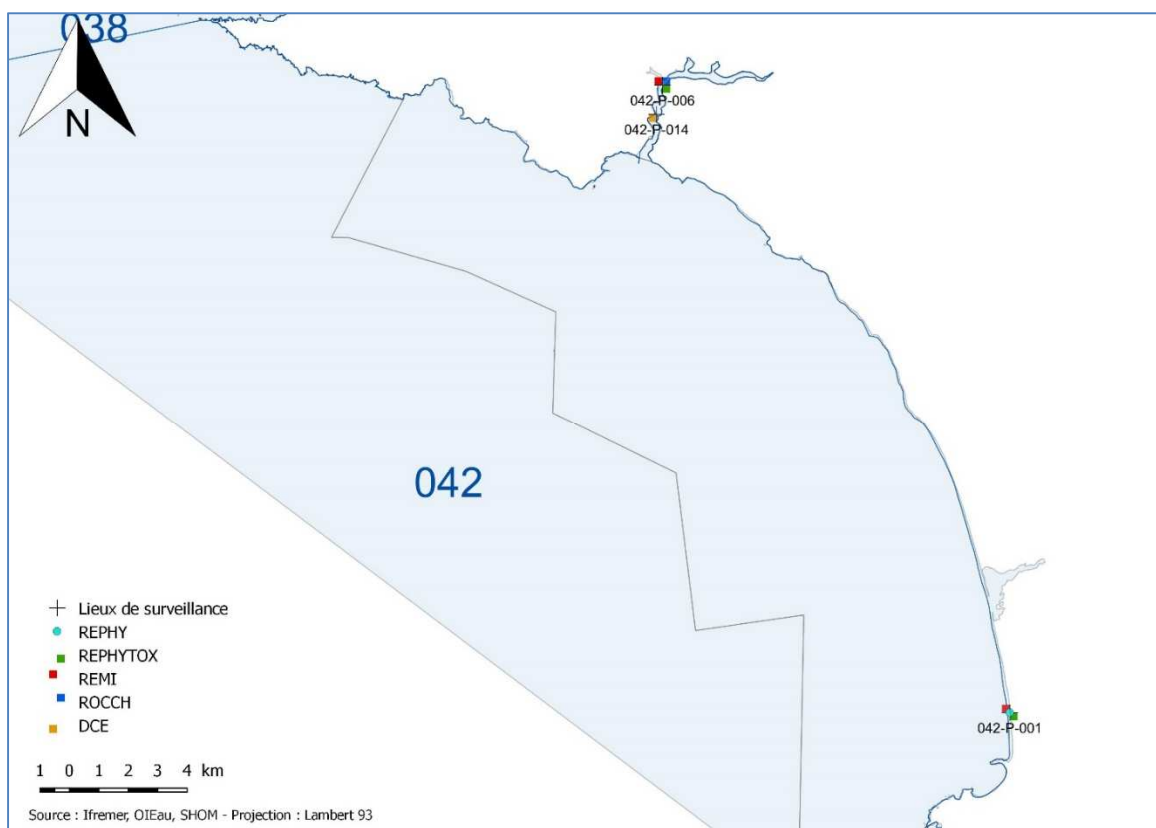 038
N
042-P-006
042-P-014
042
042-P-001
Lieux de surveillance
REPHY
REPHYTOX
REMI
ROCCH
DCE
1 0 1 2 3 4 km
Source : Ifremer, OIEau, SHOM - Projection : Lambert 93